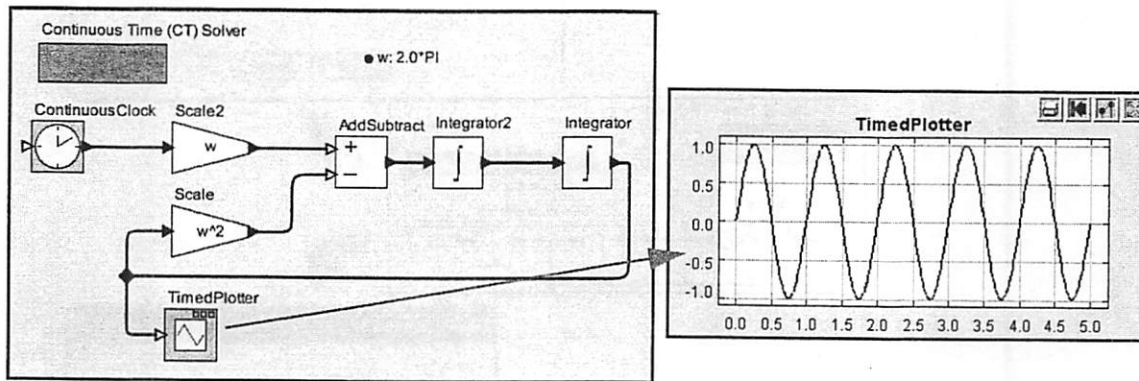 Continuous Time (CT) Solver
w: 2.0*PI
ContinuousClock
Scale2
w
AddSubtract
+
−
Integrator2
∫
Integrator
∫
Scale
w^2
TimedPlotter
TimedPlotter
1.0
0.5
0.0
-0.5
-1.0
0.0 0.5 1.0 1.5 2.0 2.5 3.0 3.5 4.0 4.5 5.0